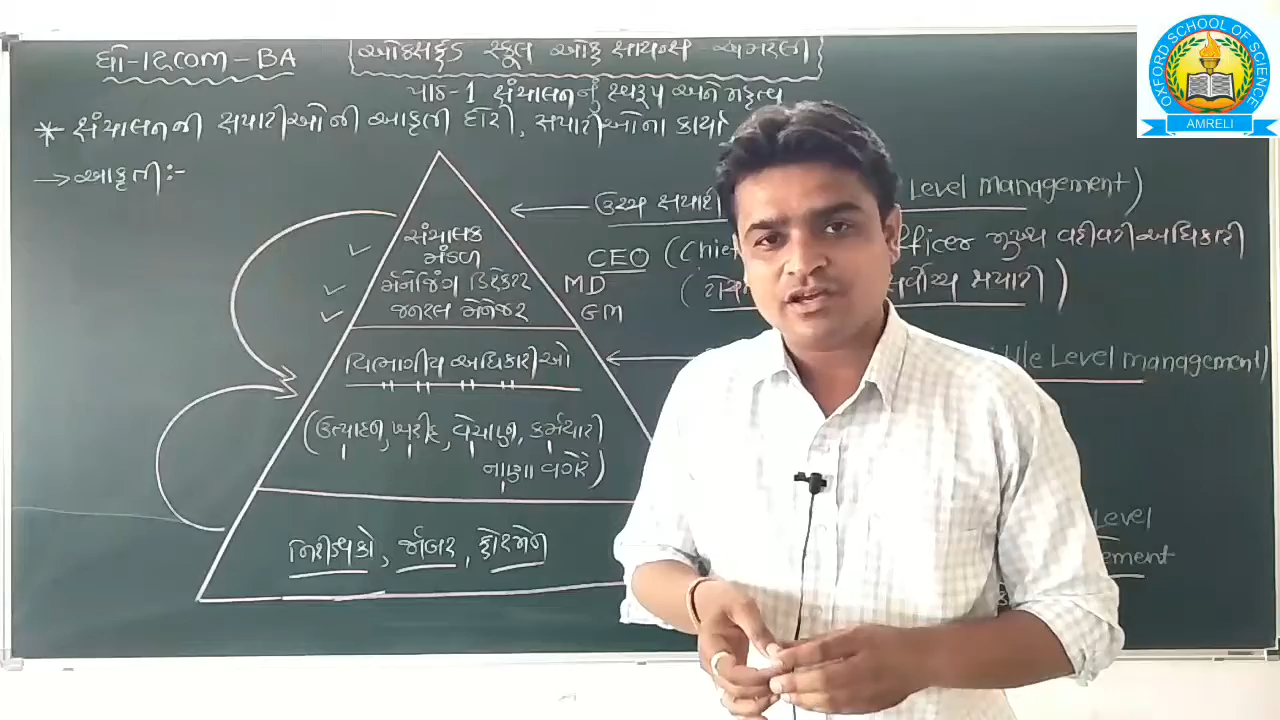 ધો-12 COM - BA
ઓક્સફર્ડ સ્કૂલ ઓફ સાયન્સ - અમરેલી
પાઠ-1 સંચાલનનું સ્વરૂપ અને મહત્વ
* સંચાલનની સપાટીઓની આકૃતી દોરી, સપાટીઓના કાર્યો
→ આકૃતી:-
OXFORD SCHOOL OF SCIENCE
AMRELI
ઉચ્ચ સપાટી Level management)
સંચાલક
મંડળ
CEO (Chief fficer મુખ્ય વહીવટી અધિકારી
મેનેજિંગ ડિરેક્ટર MD
સર્વોચ્ચ સપાટી)
જનરલ મેનેજર GM
વિભાગીય અધિકારીઓ
Level management)
(ઉત્પાદન, ખરીદ, વેચાણ, કર્મચારી
નાણા વગેરે)
Level
ement
નિરીક્ષકો, જોબર, ફોરમેન